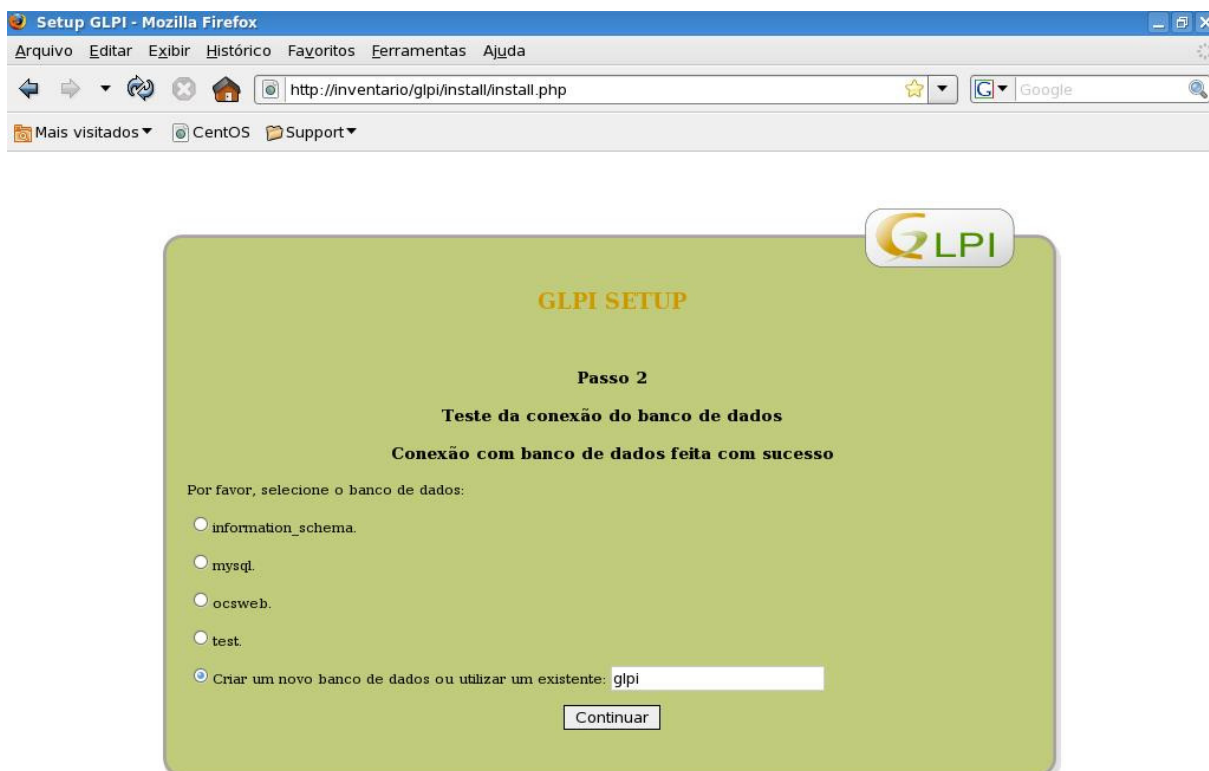 Setup GLPI - Mozilla Firefox
Arquivo Editar Exibir Histórico Favoritos Ferramentas Ajuda
http://inventario/glpi/install/install.php
G Google
Mais visitados CentOS Support
GLPI
GLPI SETUP
Passo 2
Teste da conexão do banco de dados
Conexão com banco de dados feita com sucesso
Por favor, selecione o banco de dados:
information_schema.
mysql.
ocsweb.
test.
Criar um novo banco de dados ou utilizar um existente: glpi
Continuar